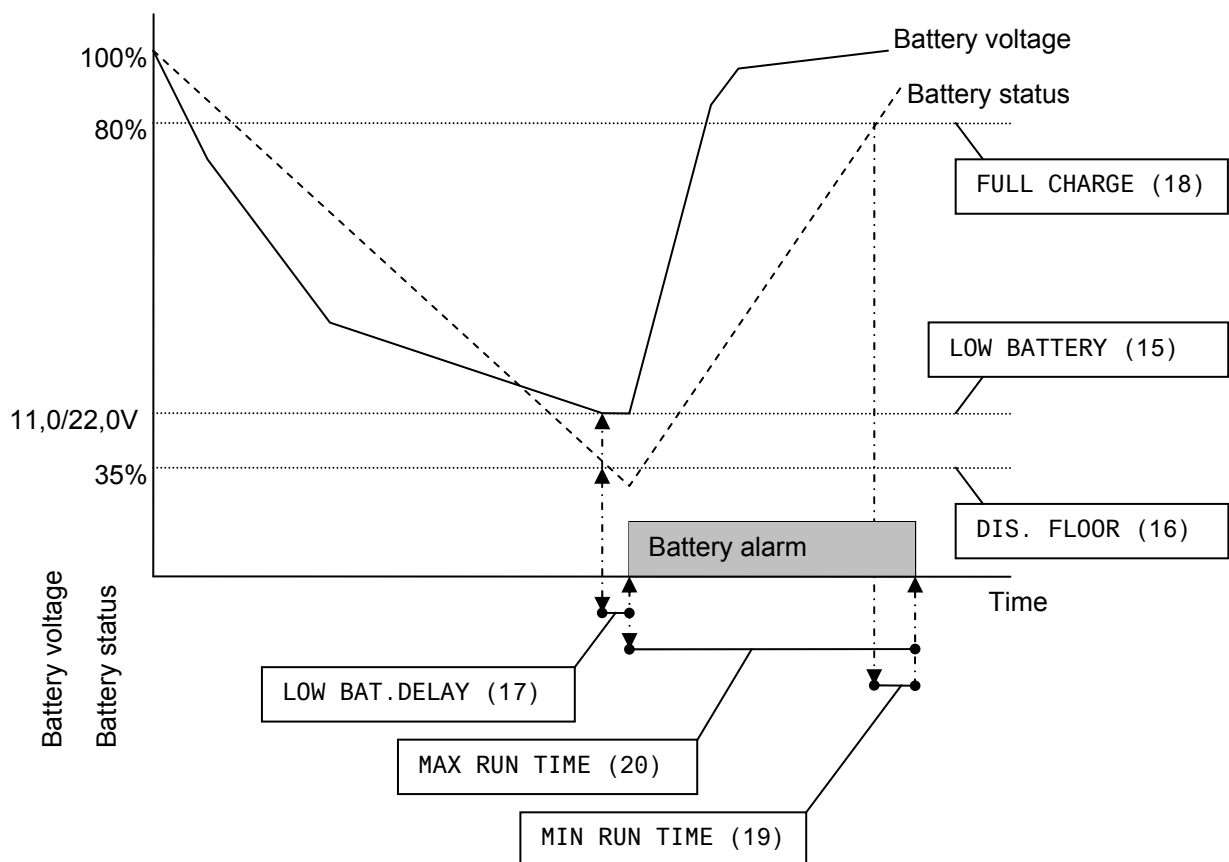 Battery voltage
100%
Battery status
80%
FULL CHARGE (18)
LOW BATTERY (15)
11,0/22,0V
35%
DIS. FLOOR (16)
Battery alarm
Time
Battery voltage
Battery status
LOW BAT.DELAY (17)
MAX RUN TIME (20)
MIN RUN TIME (19)